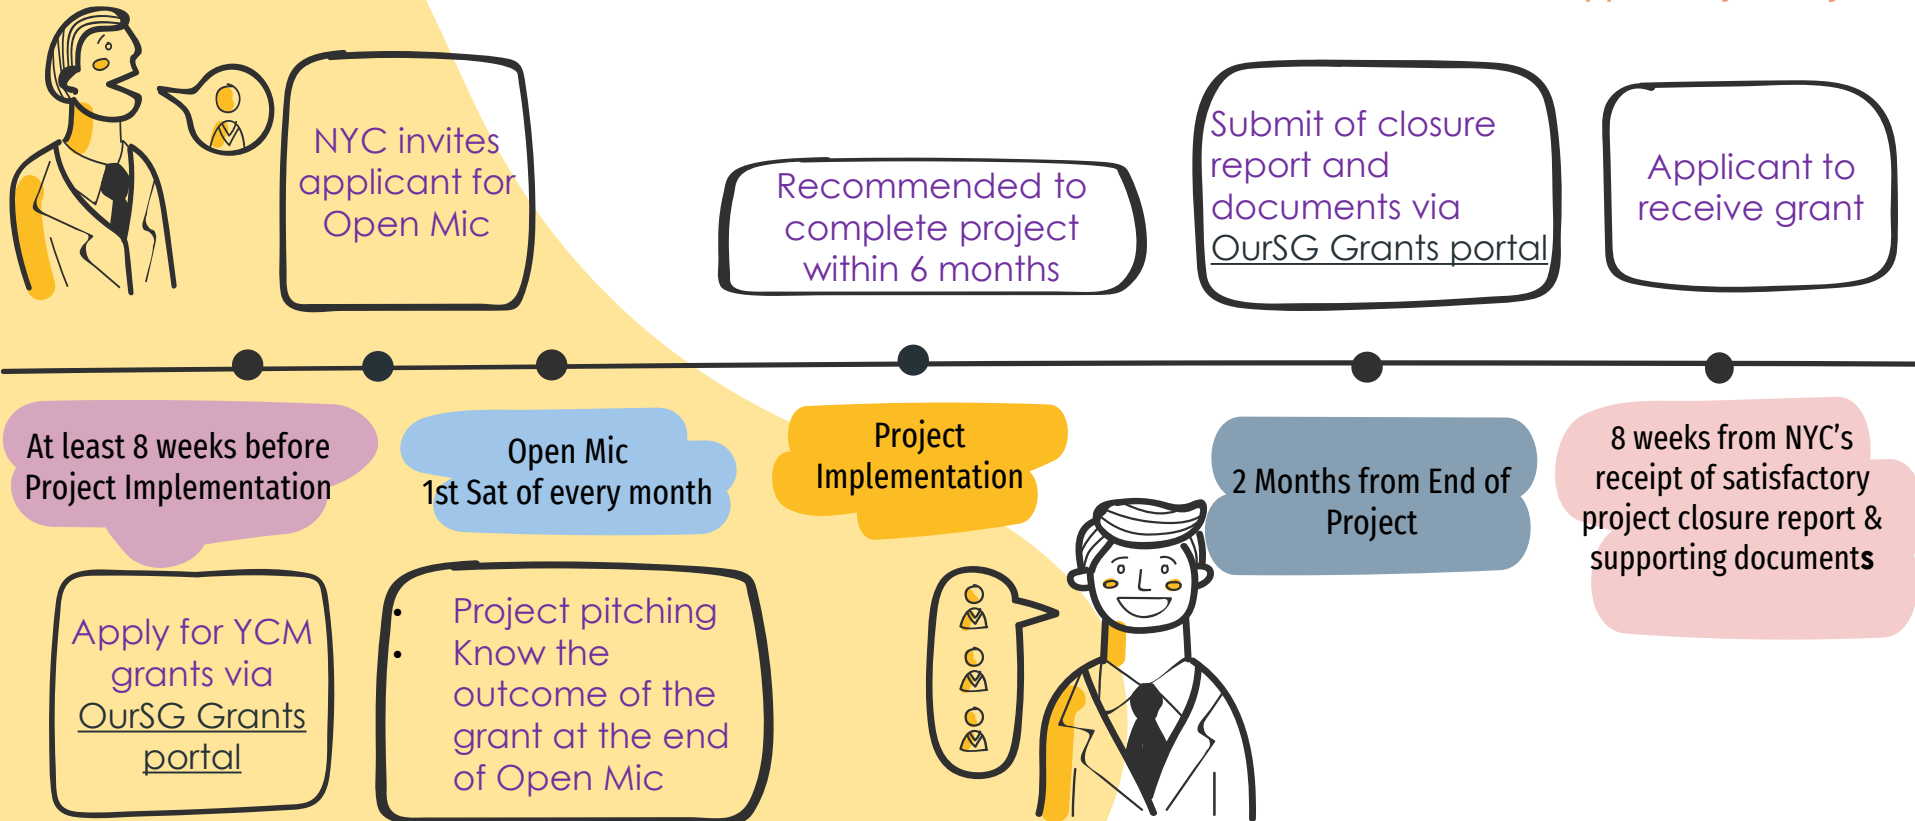 NYC invites
applicant for
Open Mic
Recommended to
complete project
within 6 months
Submit of closure
report and
documents via
OurSG Grants portal
Applicant to
receive grant
At least 8 weeks before
Project Implementation
Open Mic
1st Sat of every month
Project
Implementation
2 Months from End of
Project
8 weeks from NYC’s
receipt of satisfactory
project closure report &
supporting documents
Apply for YCM
grants via
OurSG Grants
portal
• Project pitching
• Know the
outcome of the
grant at the end
of Open Mic